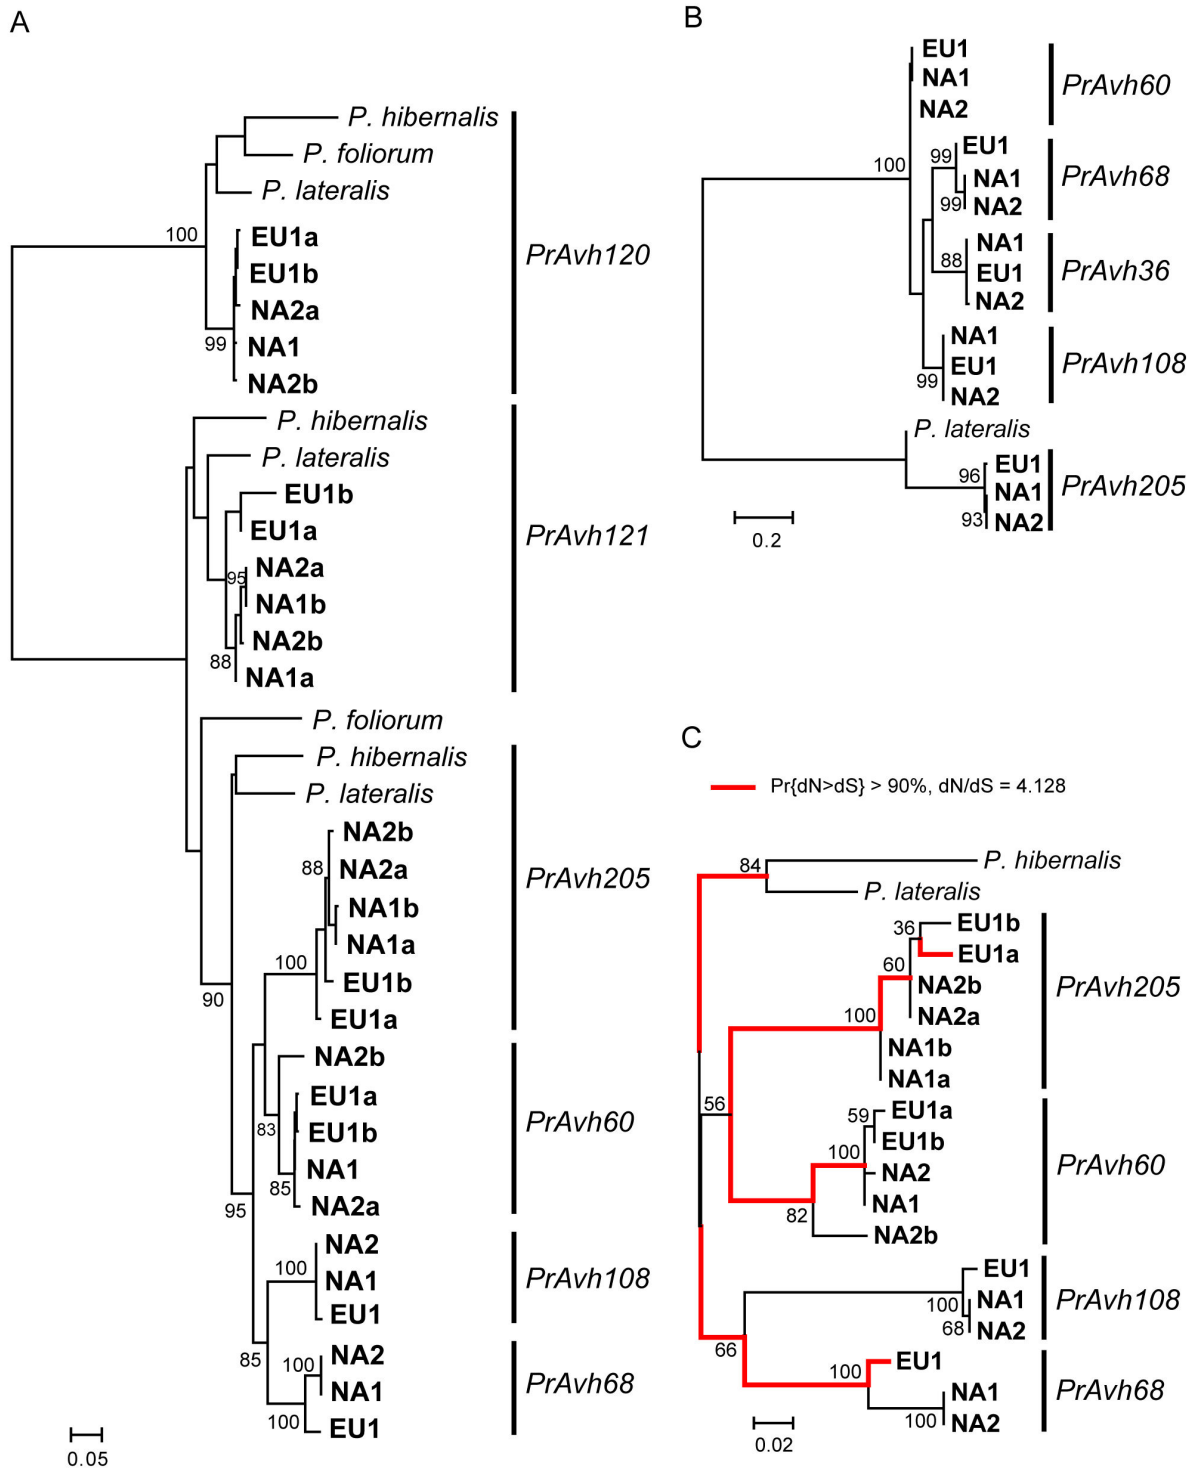 A
P. hibernalis
P. foliorum
P. lateralis
100
EU1a
EU1b
NA2a
NA1
99
NA2b
PrAvh120
P. hibernalis
P. lateralis
EU1b
EU1a
NA2a
95
NA1b
NA2b
88
NA1a
PrAvh121
P. foliorum
P. hibernalis
P. lateralis
NA2b
88
NA2a
NA1b
NA1a
100
EU1b
90
EU1a
PrAvh205
NA2b
EU1a
83
EU1b
NA1
85
NA2a
95
PrAvh60
NA2
100
NA1
EU1
PrAvh108
85
NA2
100
NA1
100
EU1
PrAvh68
0.05
B
EU1
NA1
NA2
PrAvh60
100
99
EU1
NA1
99
NA2
PrAvh68
NA1
88
EU1
NA2
PrAvh36
NA1
EU1
99
NA2
PrAvh108
P. lateralis
EU1
96
NA1
93
NA2
PrAvh205
0.2
C
Pr{dN>dS} > 90%, dN/dS = 4.128
84
P. hibernalis
P. lateralis
36
EU1b
EU1a
60
NA2b
NA2a
100
NA1b
NA1a
PrAvh205
56
59
EU1a
EU1b
100
NA2
NA1
82
NA2b
PrAvh60
EU1
100
NA1
68
NA2
PrAvh108
66
EU1
100
NA1
100
NA2
PrAvh68
0.02